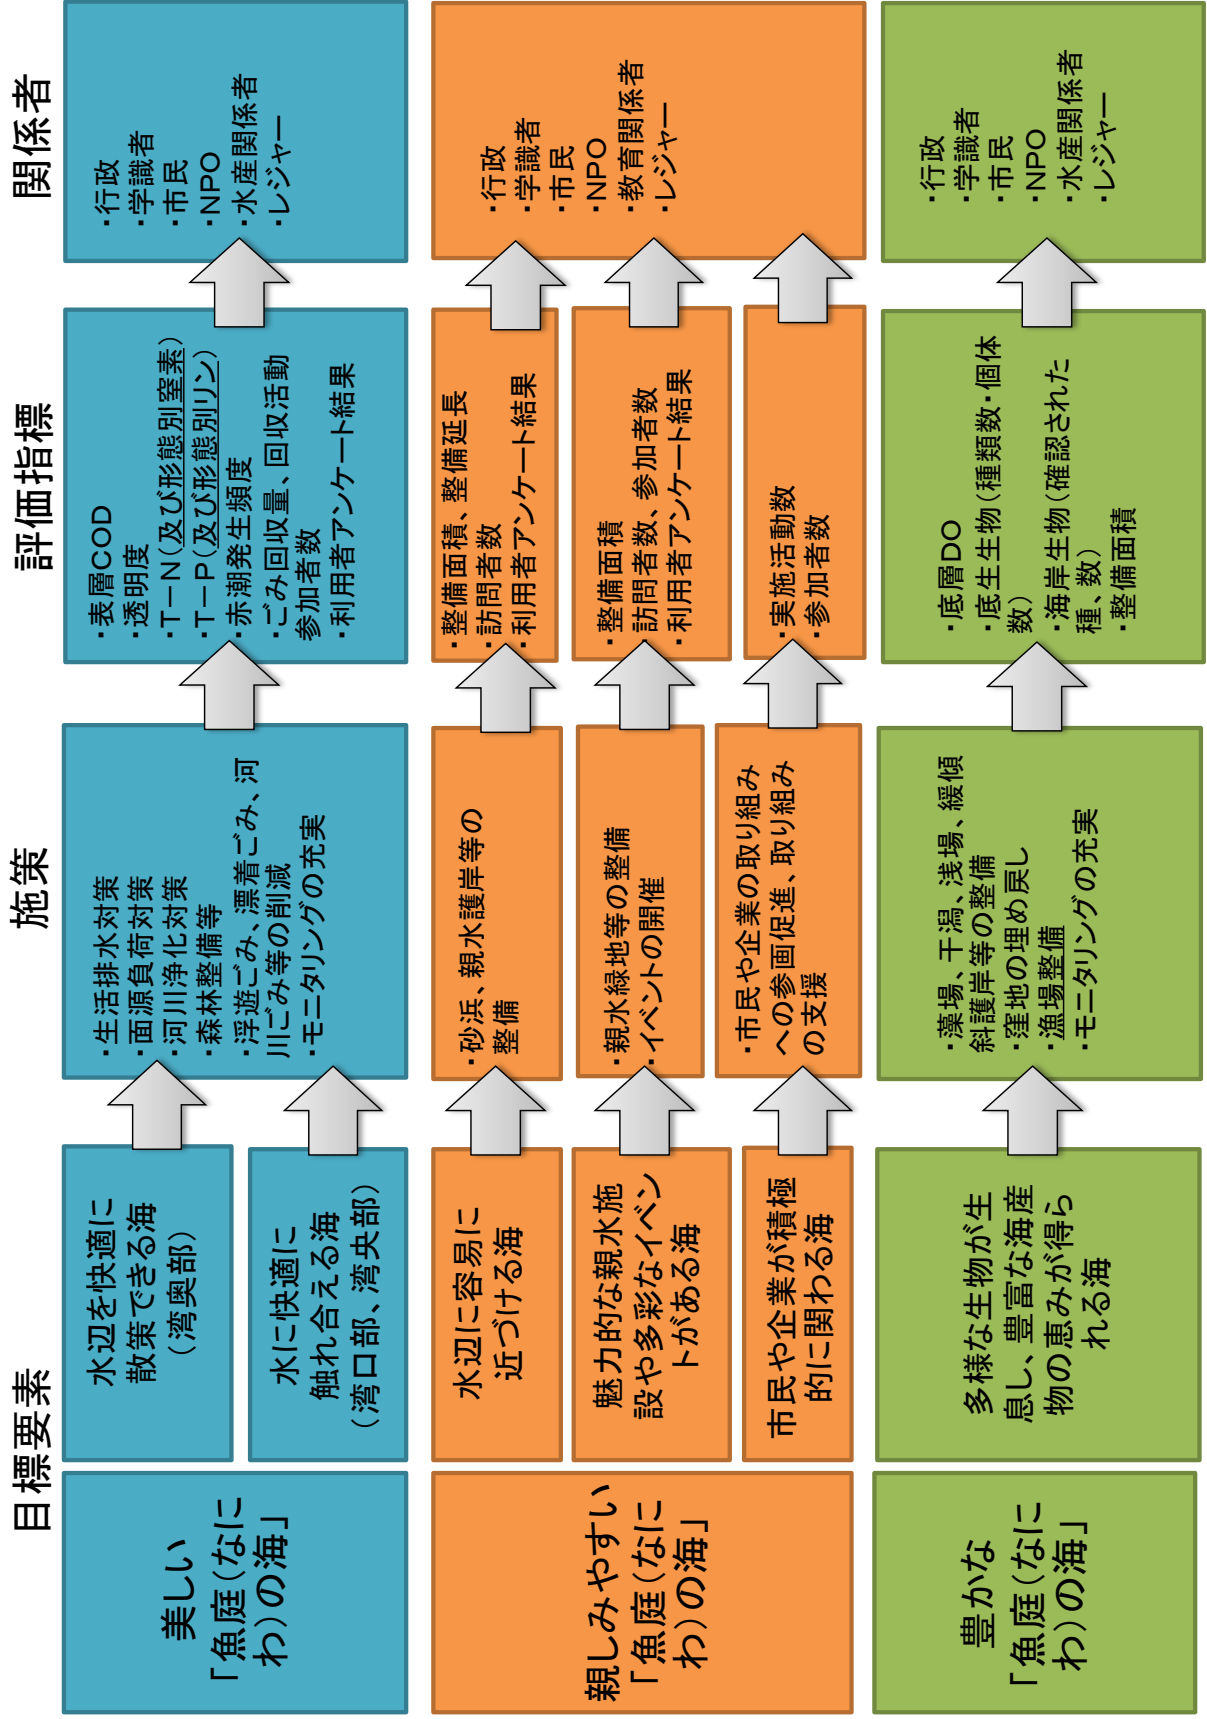 目標要素
施策
評価指標
関係者
美しい
「魚庭（なに
わ）の海」
水辺を快適に
散策できる海
（湾奥部）
水に快適に
触れ合える海
（湾口部、湾央部）
・生活排水対策
・面源負荷対策
・河川浄化対策
・森林整備等
・浮遊ごみ、漂着ごみ、河
川ごみ等の削減
・モニタリングの充実
・表層COD
・透明度
・T－N（及び形態別窒素）
・T－P（及び形態別リン）
・赤潮発生頻度
・ごみ回収量、回収活動
参加者数
・利用者アンケート結果
・行政
・学識者
・市民
・NPO
・水産関係者
・レジャー
親しみやすい
「魚庭（なに
わ）の海」
水辺に容易に
近づける海
・砂浜、親水護岸等の
整備
・整備面積、整備延長
・訪問者数
・利用者アンケート結果
魅力的な親水施
設や多彩なイベン
トがある海
・親水緑地等の整備
・イベントの開催
・整備面積
・訪問者数、参加者数
・利用者アンケート結果
市民や企業が積極
的に関わる海
・市民や企業の取り組み
への参画促進、取り組み
の支援
・実施活動数
・参加者数
・行政
・学識者
・市民
・NPO
・教育関係者
・レジャー
豊かな
「魚庭（なに
わ）の海」
多様な生物が生
息し、豊富な海産
物の恵みが得ら
れる海
・藻場、干潟、浅場、緩傾
斜護岸等の整備
・窪地の埋め戻し
・漁場整備
・モニタリングの充実
・底層DO
・底生生物（種類数・個体
数）
・海岸生物（確認された
種、数）
・整備面積
・行政
・学識者
・市民
・NPO
・水産関係者
・レジャー